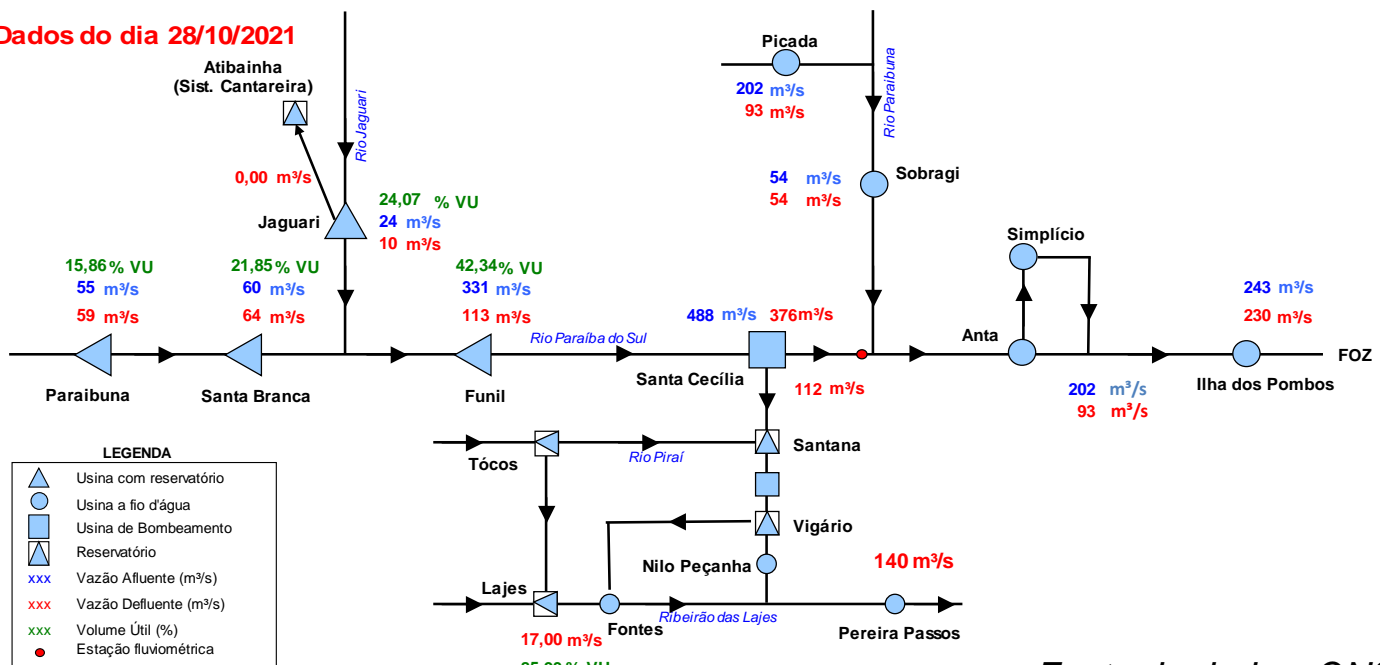 Dados do dia 28/10/2021
Atibainha
(Sist. Cantareira)
Rio Jaguari
0,00 m³/s
Jaguari
24,07 % VU
24 m³/s
10 m³/s
Picada
202 m³/s
93 m³/s
Rio Paraibuna
Sobragi
54 m³/s
54 m³/s
15,86% VU
55 m³/s
59 m³/s
Paraibuna
21,85% VU
60 m³/s
64 m³/s
Santa Branca
42,34% VU
331 m³/s
113 m³/s
Funil
Rio Paraíba do Sul
488 m³/s 376m³/s
Santa Cecília
112 m³/s
Simplício
Anta
202 m³/s
93 m³/s
243 m³/s
230 m³/s
Ilha dos Pombos
FOZ
Tócos
Rio Piraí
Santana
Vigário
Nilo Peçanha
140 m³/s
Lajes
Fontes
Ribeirão das Lajes
Pereira Passos
17,00 m³/s
LEGENDA
Usina com reservatório
Usina a fio d'água
Usina de Bombeamento
Reservatório
xxx Vazão Afluente (m³/s)
xxx Vazão Defluente (m³/s)
xxx Volume Útil (%)
Estação fluviométrica